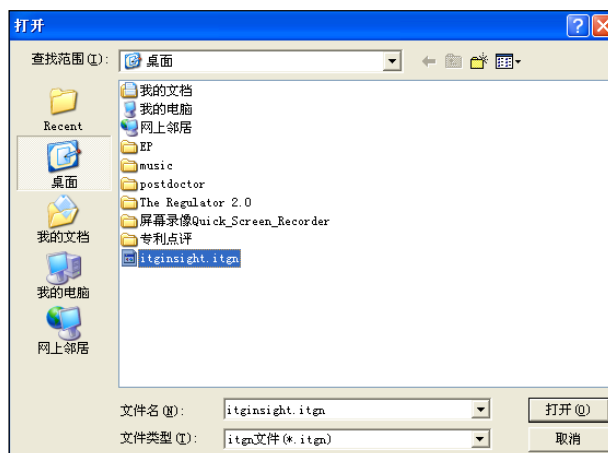 打开
查找范围(I):
桌面
Recent
桌面
我的文档
我的电脑
网上邻居
我的文档
我的电脑
网上邻居
EP
music
postdoctor
The Regulator 2.0
屏幕录像Quick_Screen_Recorder
专利点评
itginsight.itgn
文件名(N):
itginsight.itgn
打开(O)
文件类型(T):
itgn文件(*.itgn)
取消